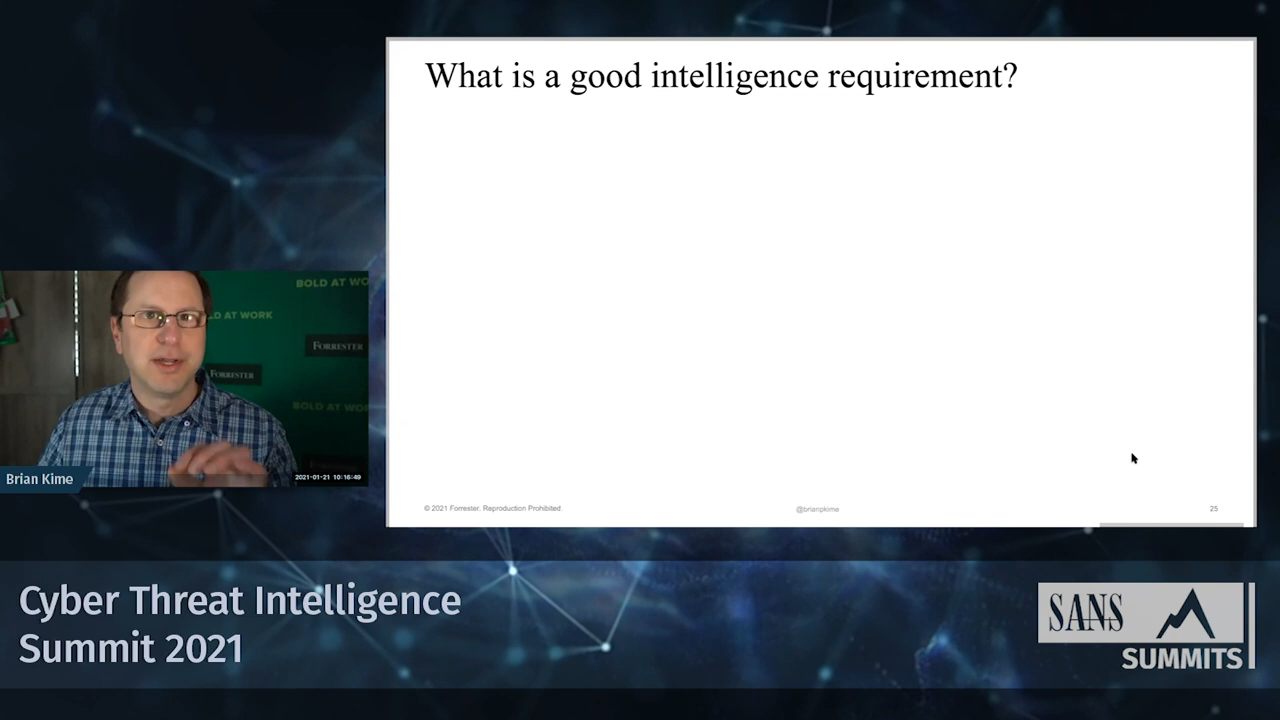 What is a good intelligence requirement?
BOLD AT WO
LD AT WORK
FORRESTER
FORRESTER
BOLD AT WO
Brian Kime
2021-01-21 10:16:49
© 2021 Forrester. Reproduction Prohibited.
@briankime
25
Cyber Threat Intelligence
Summit 2021
SANS
SUMMITS